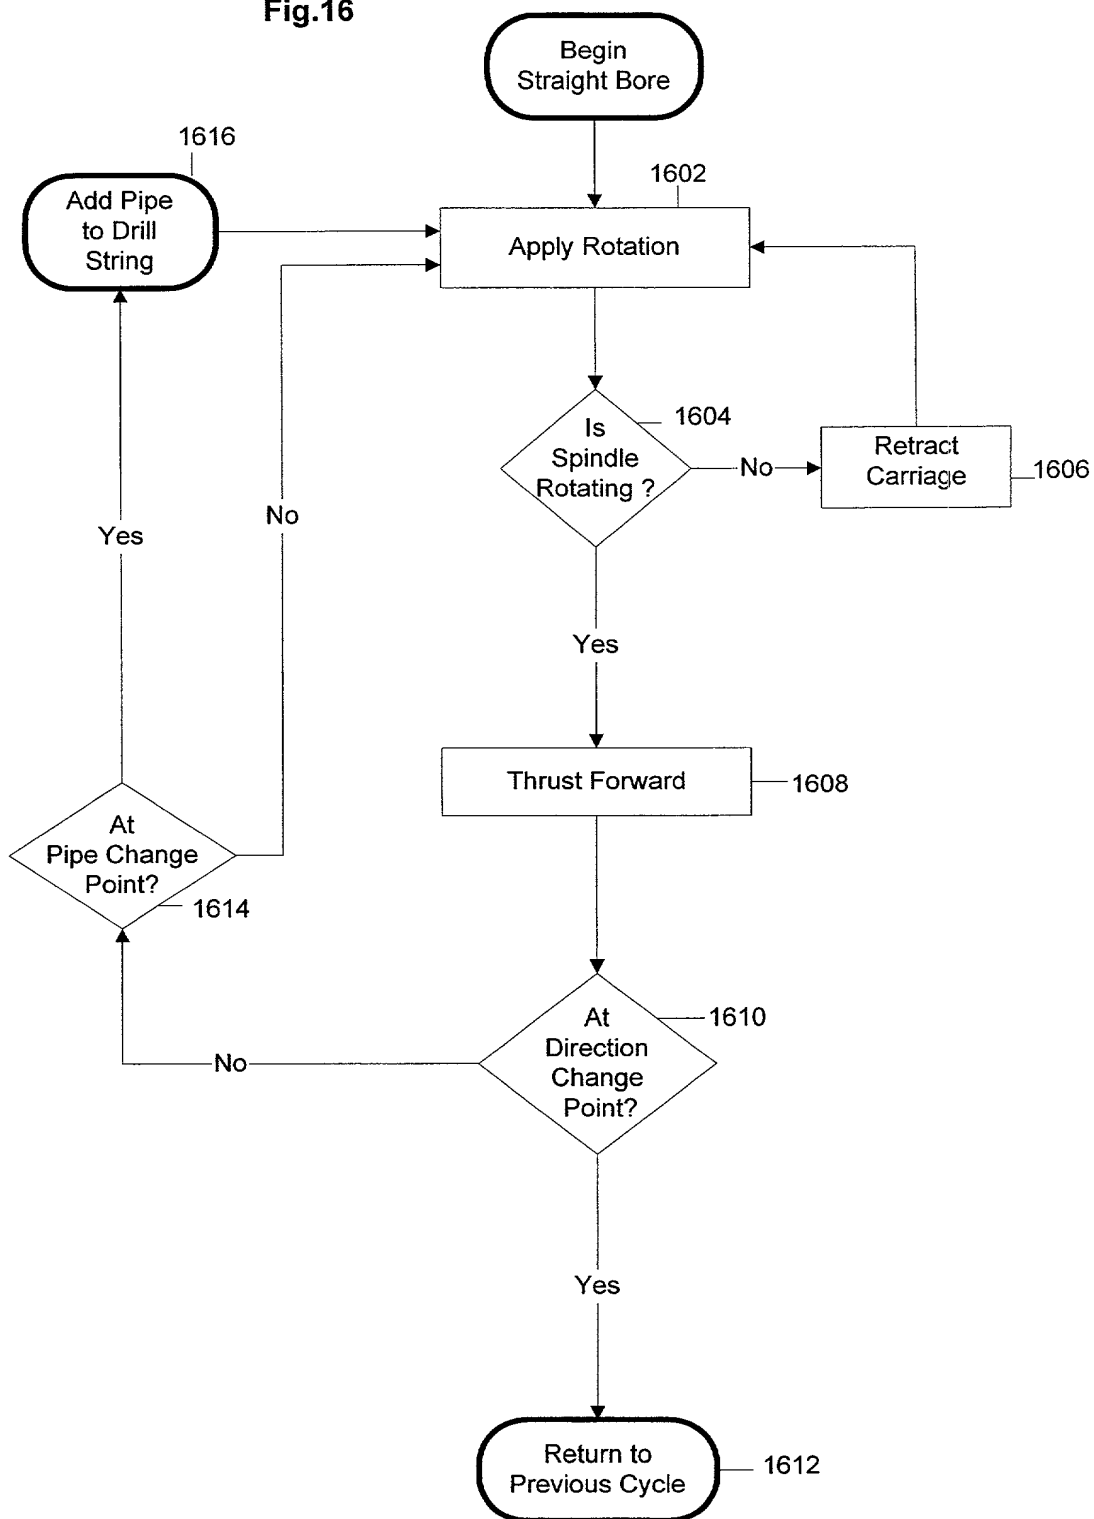 Fig.16
Begin
Straight Bore
1616
Add Pipe
to Drill
String
1602
Apply Rotation
Is
Spindle
Rotating ?
1604
No
Retract
Carriage
1606
No
Yes
Yes
Thrust Forward
1608
At
Pipe Change
Point?
1614
At
Direction
Change
Point?
1610
No
Yes
Return to
Previous Cycle
1612